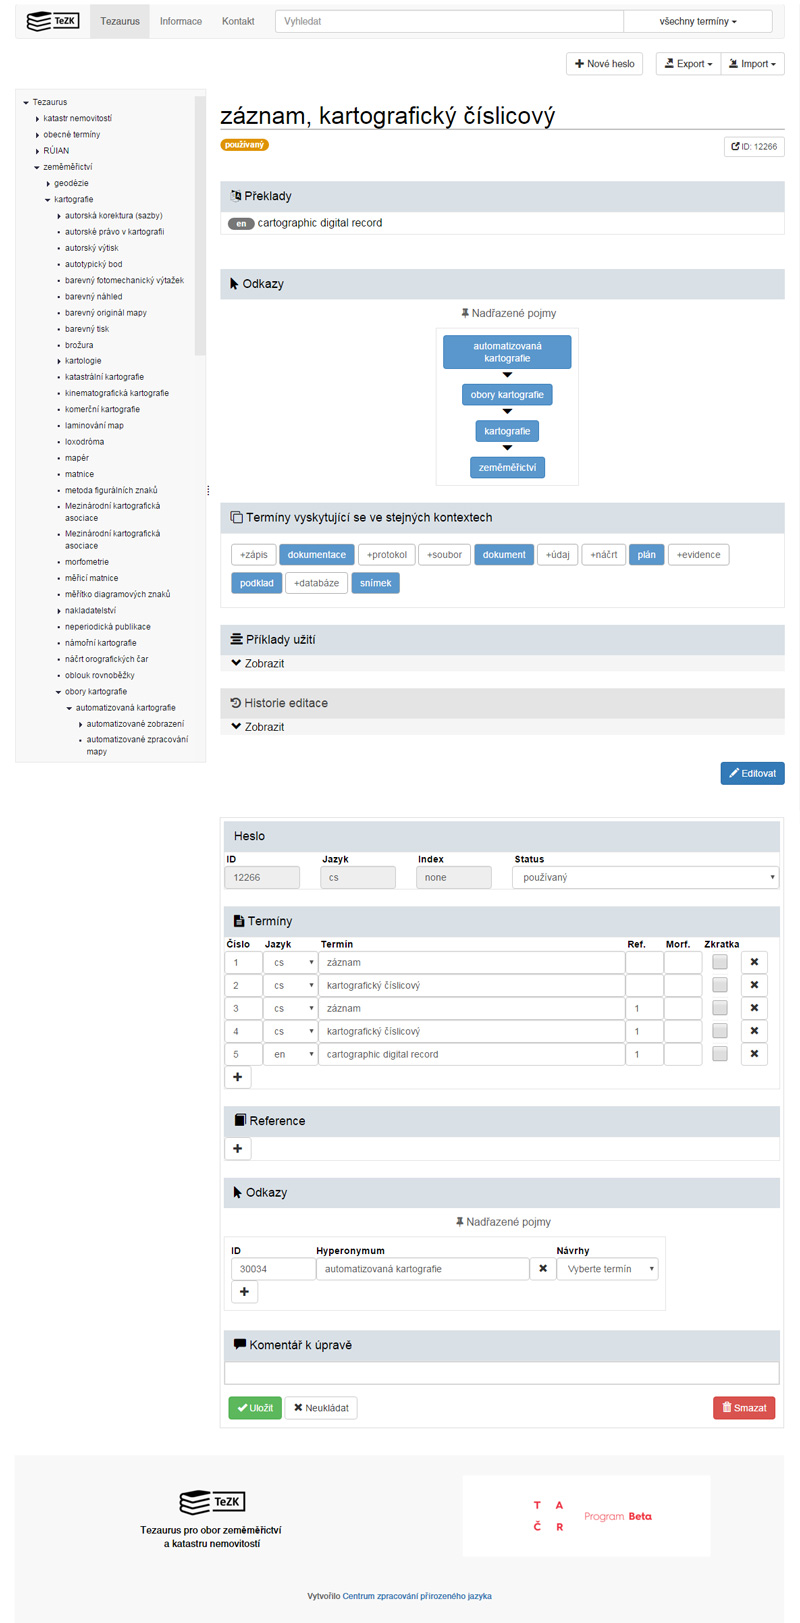 TeZK Tezaurus Informace Kontakt Vyhledat všechny termíny
Nové heslo Export Import
Tezaurus
katastr nemovitostí
obecné termíny
RÚIAN
zeměměřictví
geodézie
kartografie
autorská korektura (sazby)
autorské právo v kartografii
autorský výtisk
autotypický bod
barevný fotomechanický výtažek
barevný náhled
barevný originál mapy
barevný tisk
brožura
kartologie
katastrální kartografie
kinematografická kartografie
komerční kartografie
laminování map
loxodróma
mapér
matnice
metoda figurálních znaků
Mezinárodní kartografická
asociace
Mezinárodní kartografická
asociace
morfometrie
měřicí matnice
měřítko diagramových znaků
nakladatelství
neperiodická publikace
námořní kartografie
náčrt orografických čar
oblouk rovnoběžky
obory kartografie
automatizovaná kartografie
automatizované zobrazení
automatizované zpracování
mapy
záznam, kartografický číslicový
používaný
ID: 12266
Překlady
en cartographic digital record
Odkazy
Nadřazené pojmy
automatizovaná
kartografie
obory kartografie
kartografie
zeměměřictví
Termíny vyskytující se ve stejných kontextech
+zápis dokumentace +protokol +soubor dokument +údaj +náčrt plán +evidence
podklad +databáze snímek
Příklady užití
Zobrazit
Historie editace
Zobrazit
Editovat
Heslo
ID Jazyk Index Status
12266 cs none používaný
Termíny
Číslo Jazyk Termín Ref. Morf. Zkratka
1 cs záznam
2 cs kartografický číslicový
3 cs záznam 1
4 cs kartografický číslicový 1
5 en cartographic digital record 1
Reference
Odkazy
Nadřazené pojmy
ID Hyperonymum Návrhy
30034 automatizovaná kartografie Vyberte termín
Komentář k úpravě
Uložit Neukládat Smazat
TeZK
Tezaurus pro obor zeměměřictví
a katastru nemovitostí
T A
Č R
Program Beta
Vytvořilo Centrum zpracování přirozeného jazyka